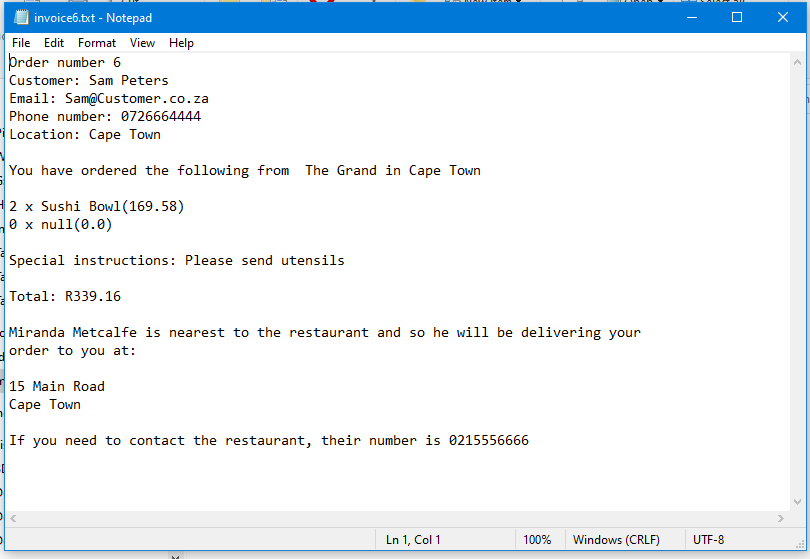 invoice6.txt - Notepad
File Edit Format View Help
Order number 6
Customer: Sam Peters
Email: Sam@Customer.co.za
Phone number: 0726664444
Location: Cape Town
You have ordered the following from  The Grand in Cape Town
2 x Sushi Bowl(169.58)
0 x null(0.0)
Special instructions: Please send utensils
Total: R339.16
Miranda Metcalfe is nearest to the restaurant and so he will be delivering your
order to you at:
15 Main Road
Cape Town
If you need to contact the restaurant, their number is 0215556666
Ln 1, Col 1 100% Windows (CRLF) UTF-8